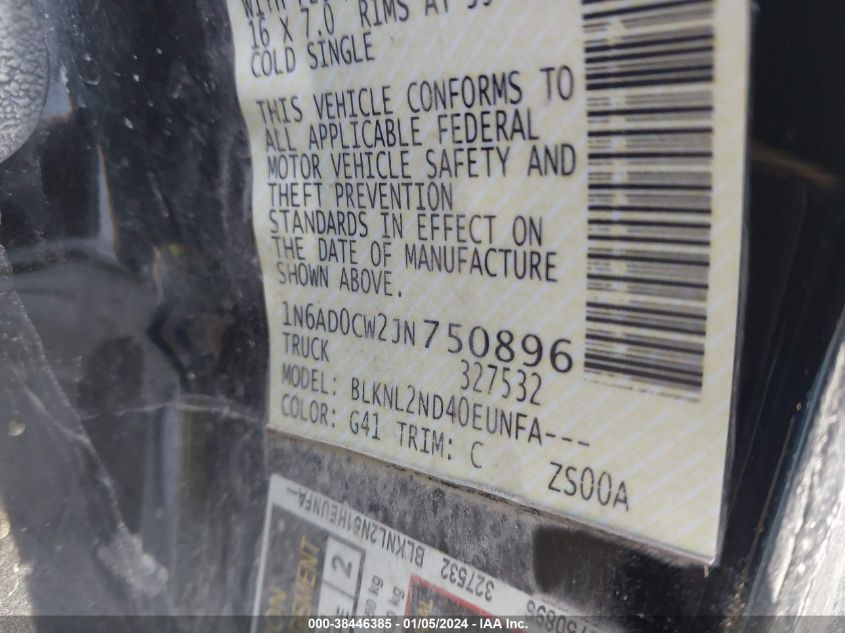 16 X 7.0 RIMS AT
COLD SINGLE
THIS VEHICLE CONFORMS TO
ALL APPLICABLE FEDERAL
MOTOR VEHICLE SAFETY AND
THEFT PREVENTION
STANDARDS IN EFFECT ON
THE DATE OF MANUFACTURE
SHOWN ABOVE.
1N6AD0CW2JN750896
TRUCK
327532
MODEL: BLKNL2ND40EUNFA---
COLOR: G41 TRIM: C
ZS00A
BLKNL2N61HEUNFA--
327532
2
000-38446385 - 01/05/2024 - IAA Inc.